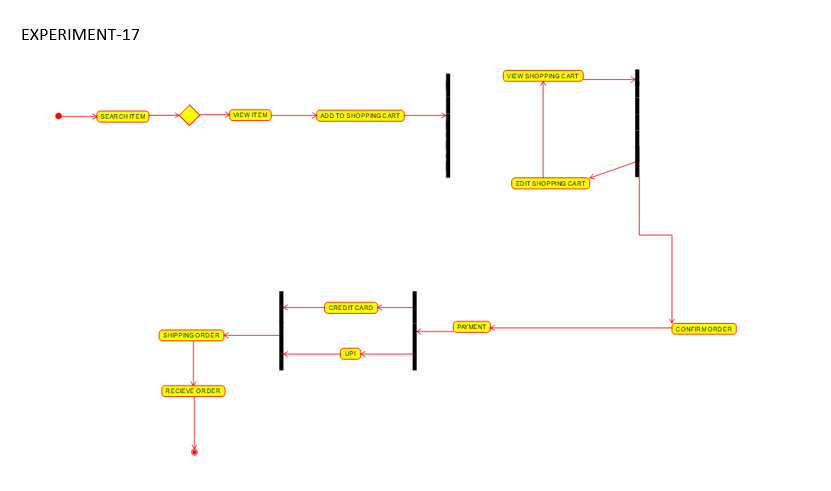 EXPERIMENT-17
SEARCH ITEM
VIEW ITEM
ADD TO SHOPPING CART
VIEW SHOPPING CART
EDIT SHOPPING CART
CREDIT CARD
PAYMENT
CONFIRM ORDER
SHIPPING ORDER
UPI
RECIEVE ORDER